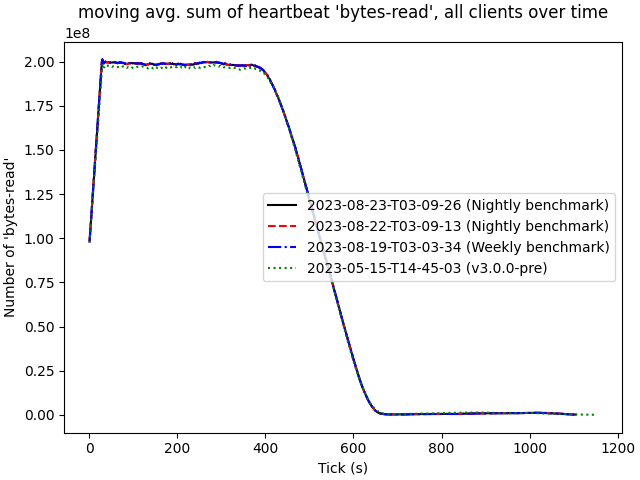 moving avg. sum of heartbeat 'bytes-read', all clients over time
1e8
2.00
1.75
1.50
1.25
1.00
0.75
0.50
0.25
0.00
Number of 'bytes-read'
2023-08-23-T03-09-26 (Nightly benchmark)
2023-08-22-T03-09-13 (Nightly benchmark)
2023-08-19-T03-03-34 (Weekly benchmark)
2023-05-15-T14-45-03 (v3.0.0-pre)
0 200 400 600 800 1000 1200
Tick (s)